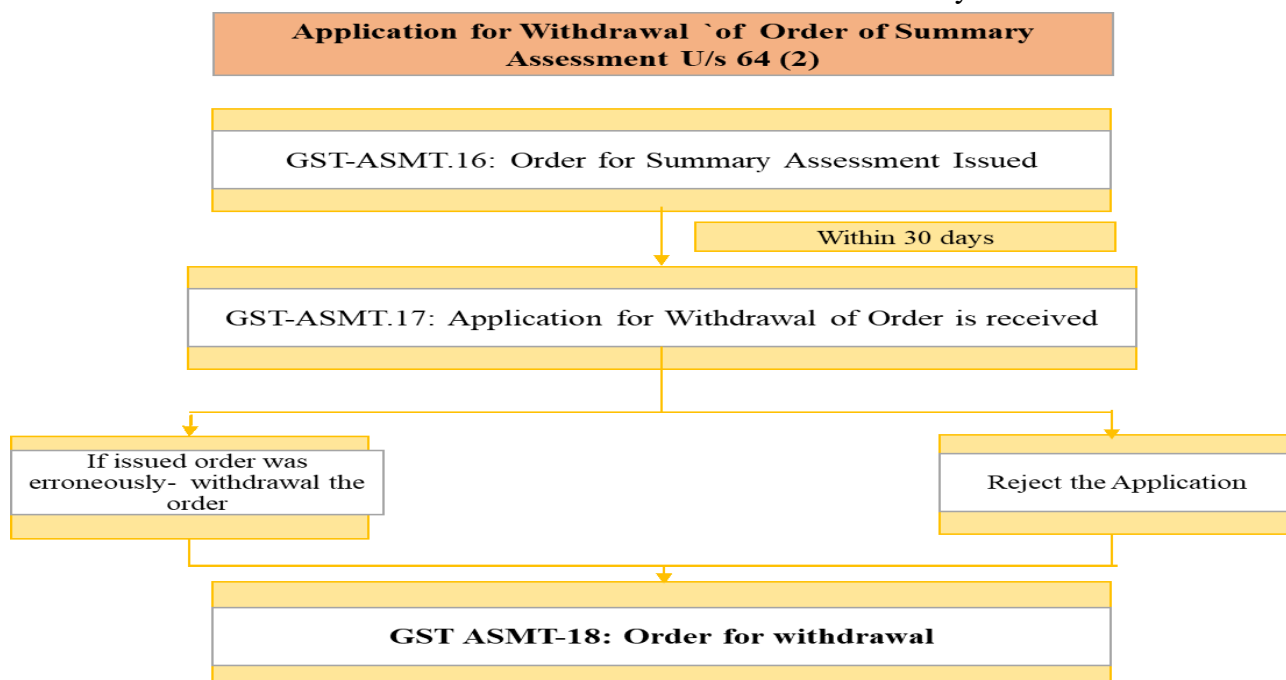 Application for Withdrawal `of Order of Summary
Assessment U/s 64 (2)
GST-ASMT.16: Order for Summary Assessment Issued
Within 30 days
GST-ASMT.17: Application for Withdrawal of Order is received
If issued order was
erroneously- withdrawal the
order
Reject the Application
GST ASMT-18: Order for withdrawal